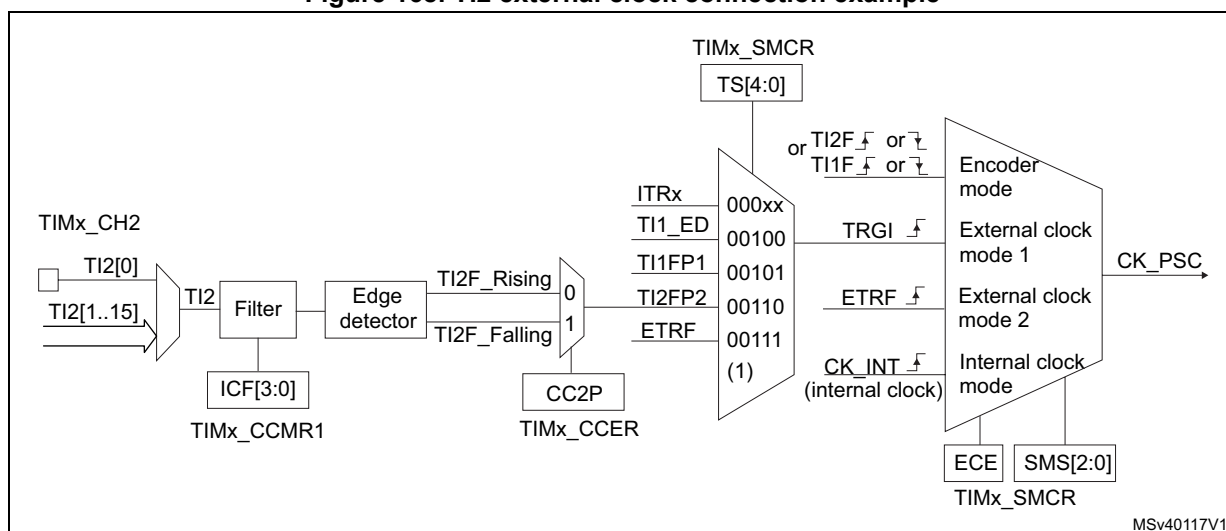 TIMx_SMCR
TS[4:0]
or TI2F or
TI1F or
Encoder
mode
ITRx
000xx
TIMx_CH2
TI1_ED
00100
TRGI
External clock
mode 1
CK_PSC
TI2[0]
TI1FP1
00101
TI2F_Rising
0
TI2
Filter
Edge
detector
TI2FP2
00110
ETRF
External clock
mode 2
TI2[1..15]
1
TI2F_Falling
ETRF
00111
(1)
CK_INT
(internal clock)
Internal clock
mode
ICF[3:0]
CC2P
TIMx_CCMR1
TIMx_CCER
ECE
SMS[2:0]
TIMx_SMCR
MSv40117V1